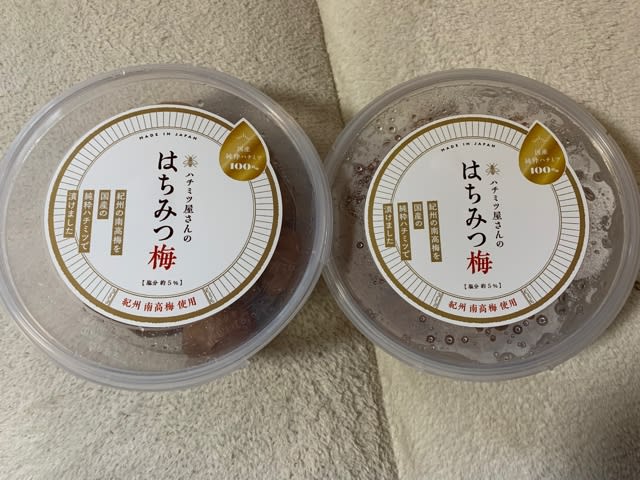 MADE IN JAPAN
国産
純粋ハチミツ
100%
ハチミツ屋さんの
はちみつ梅
紀州の南高梅を
国産の
純粋ハチミツで
漬けました
【塩分 約5%】
紀州 南高梅 使用
MADE IN JAPAN
国産
純粋ハチミツ
100%
ハチミツ屋さんの
はちみつ梅
紀州の南高梅を
国産の
純粋ハチミツで
漬けました
【塩分 約5%】
紀州 南高梅 使用